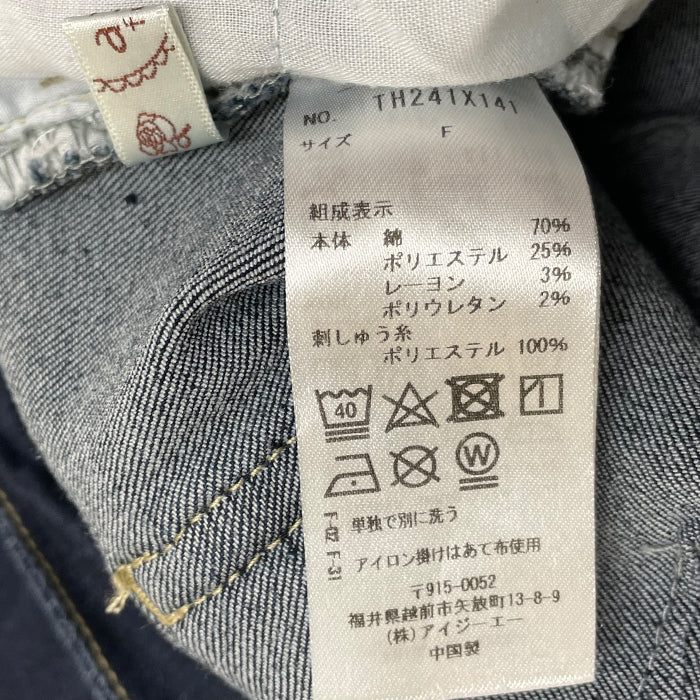 NO. TH241X141
サイズ F
組成表示
本体 綿 70%
ポリエステル 25%
レーヨン 3%
ポリウレタン 2%
刺しゅう糸
ポリエステル 100%
40
W
F-07 F-31
単独で別に洗う
アイロン掛けはあて布使用
〒915-0052
福井県越前市矢放町13-8-9
(株)アイジーエー
中国製